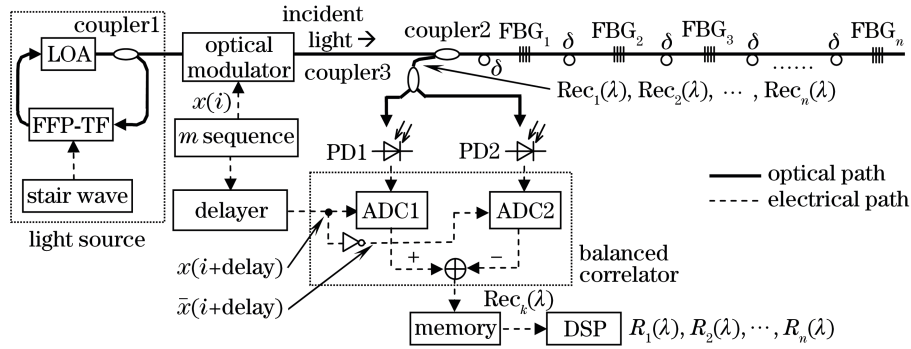 coupler1
LOA
FFP-TF
stair wave
light source
optical modulator
x(i)
m sequence
delayer
x(i+delay)
x̄(i+delay)
incident light →
coupler2
coupler3
δ
FBG₁
δ
FBG₂
δ
FBG₃
δ
......
δ
FBGₙ
Rec₁(λ), Rec₂(λ), ⋯ , Recₙ(λ)
PD1
PD2
ADC1
ADC2
+
−
balanced correlator
Recₖ(λ)
memory
DSP
R₁(λ), R₂(λ), ⋯, Rₙ(λ)
optical path
electrical path